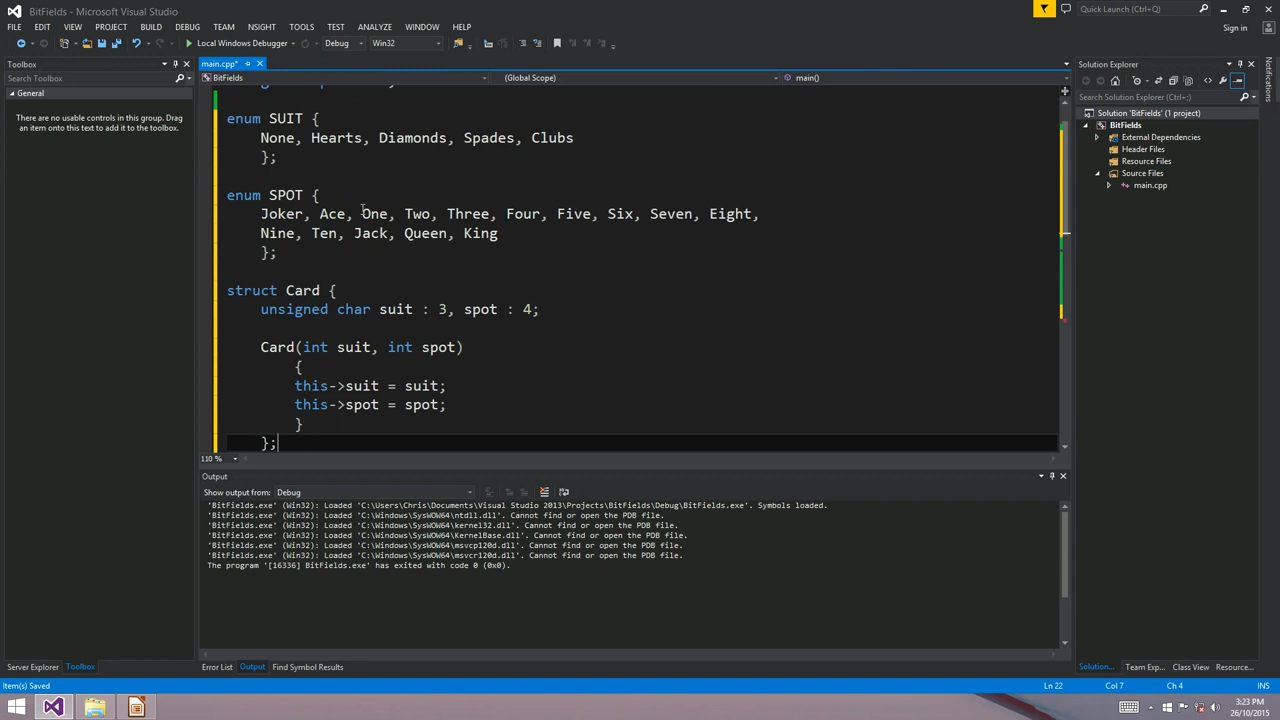 BitFields - Microsoft Visual Studio
Quick Launch (Ctrl+Q)
FILE EDIT VIEW PROJECT BUILD DEBUG TEAM NSIGHT TOOLS TEST ANALYZE WINDOW HELP
Sign in
Local Windows Debugger Debug Win32
Toolbox
Search Toolbox
General
There are no usable controls in this group. Drag
an item onto this text to add it to the toolbox.
main.cpp*
BitFields (Global Scope) main()
enum SUIT {
None, Hearts, Diamonds, Spades, Clubs
};
enum SPOT {
Joker, Ace, One, Two, Three, Four, Five, Six, Seven, Eight,
Nine, Ten, Jack, Queen, King
};
struct Card {
unsigned char suit : 3, spot : 4;
Card(int suit, int spot)
{
this->suit = suit;
this->spot = spot;
}
};
110 %
Output
Show output from: Debug
'BitFields.exe' (Win32): Loaded 'C:\Users\Chris\Documents\Visual Studio 2013\Projects\BitFields\Debug\BitFields.exe'. Symbols loaded.
'BitFields.exe' (Win32): Loaded 'C:\Windows\SysWOW64\ntdll.dll'. Cannot find or open the PDB file.
'BitFields.exe' (Win32): Loaded 'C:\Windows\SysWOW64\kernel32.dll'. Cannot find or open the PDB file.
'BitFields.exe' (Win32): Loaded 'C:\Windows\SysWOW64\KernelBase.dll'. Cannot find or open the PDB file.
'BitFields.exe' (Win32): Loaded 'C:\Windows\SysWOW64\msvcp120d.dll'. Cannot find or open the PDB file.
'BitFields.exe' (Win32): Loaded 'C:\Windows\SysWOW64\msvcr120d.dll'. Cannot find or open the PDB file.
The program '[16336] BitFields.exe' has exited with code 0 (0x0).
Solution Explorer
Search Solution Explorer (Ctrl+;)
Solution 'BitFields' (1 project)
BitFields
External Dependencies
Header Files
Resource Files
Source Files
main.cpp
Notifications
Server Explorer Toolbox
Error List Output Find Symbol Results
Solution... Team Exp... Class View Resource...
Item(s) Saved
Ln 22 Col 7 Ch 4 INS
3:23 PM
26/10/2015